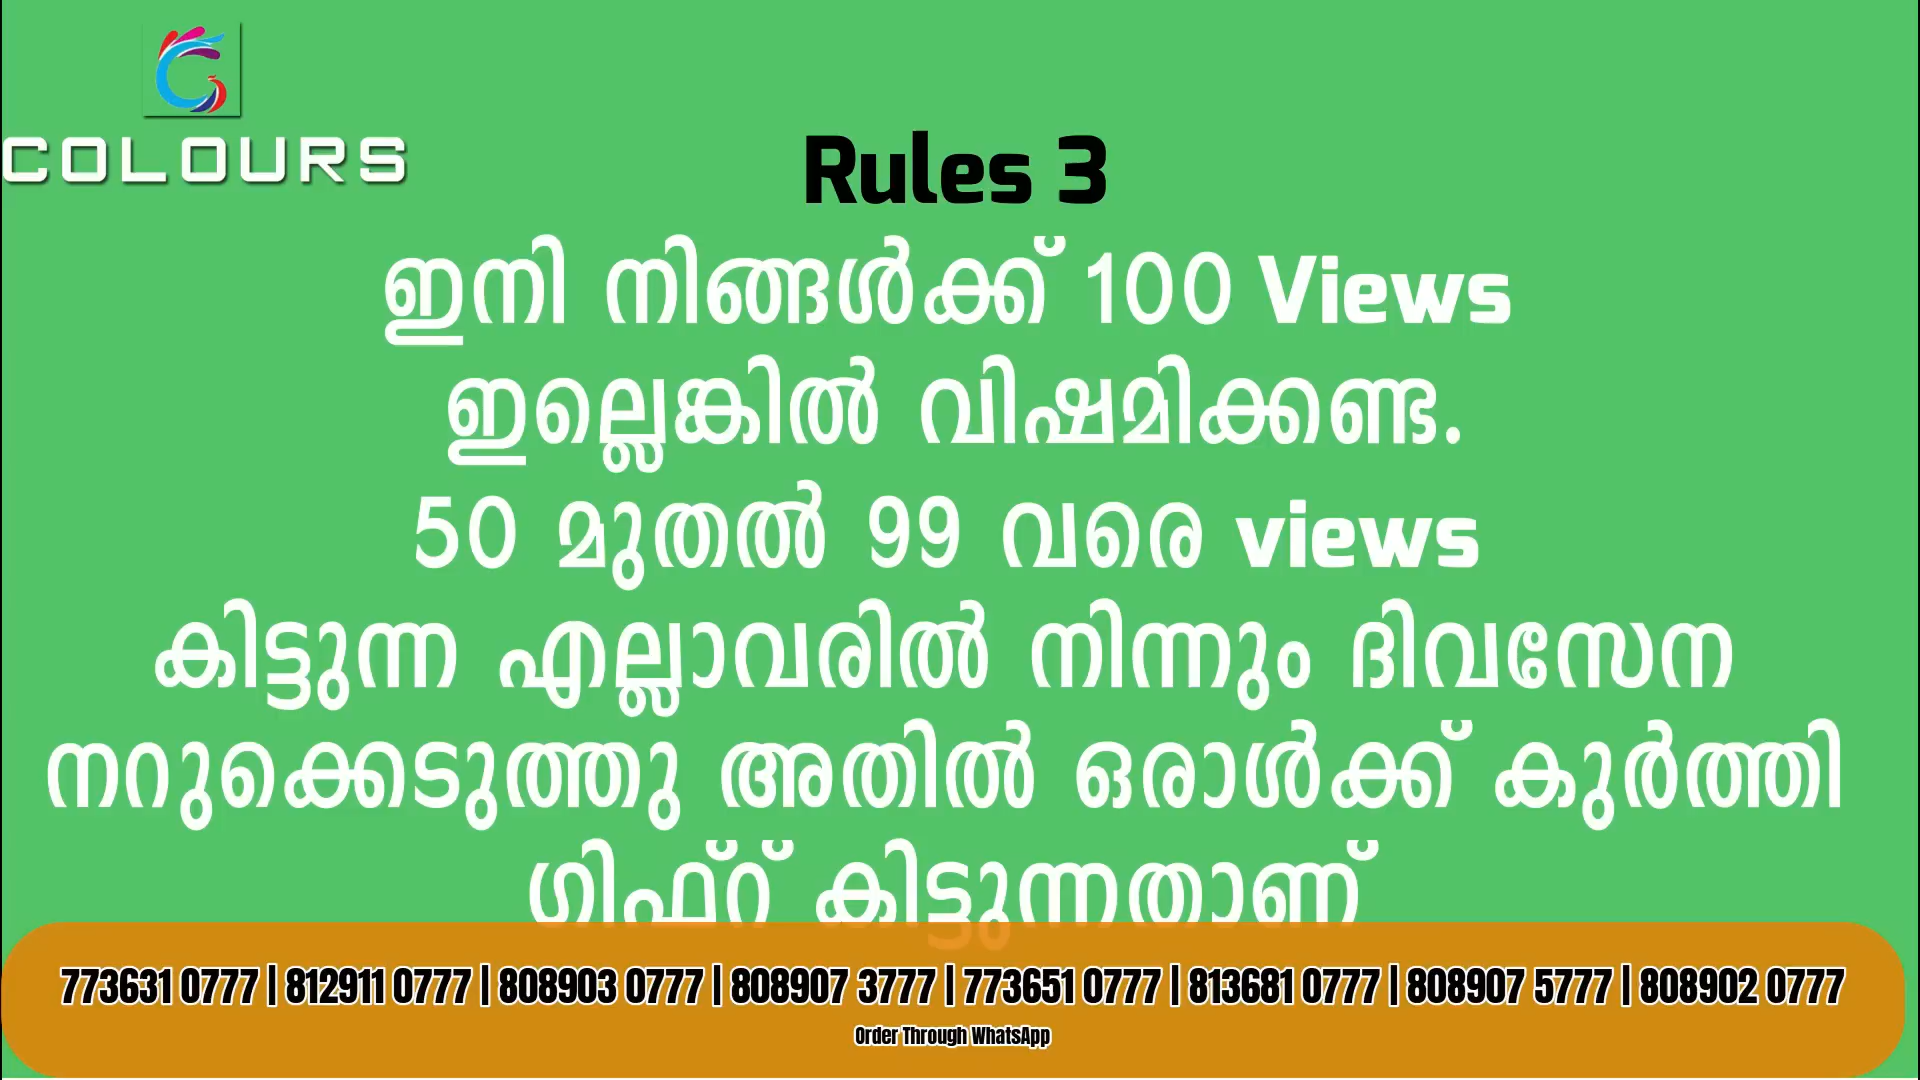 COLOURS
Rules 3
ഇനി നിങ്ങൾക്ക് 100 Views
ഇല്ലെങ്കിൽ വിഷമിക്കണ്ട.
50 മുതൽ 99 വരെ views
കിട്ടുന്ന എല്ലാവരിൽ നിന്നും ദിവസേന
നറുക്കെടുത്തു അതിൽ ഒരാൾക്ക് കുർത്തി
ഗിഫ്റ്റ് കിട്ടുന്നതാണ്
773631 0777 | 812911 0777 | 808903 0777 | 808907 3777 | 773651 0777 | 813681 0777 | 808907 5777 | 808902 0777
Order Through WhatsApp